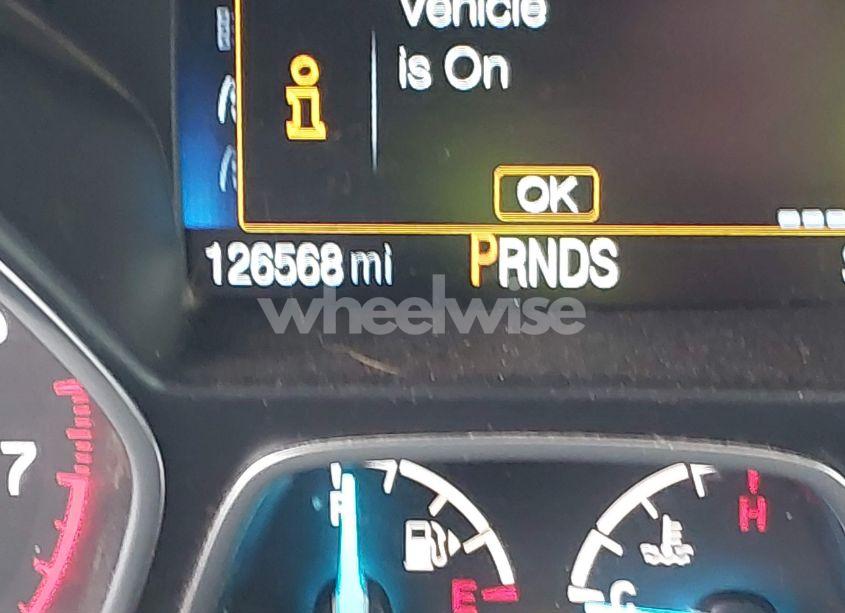 Vehicle
is On
OK
126568 mi
PRNDS
wheelwise
7
F
E
H
C